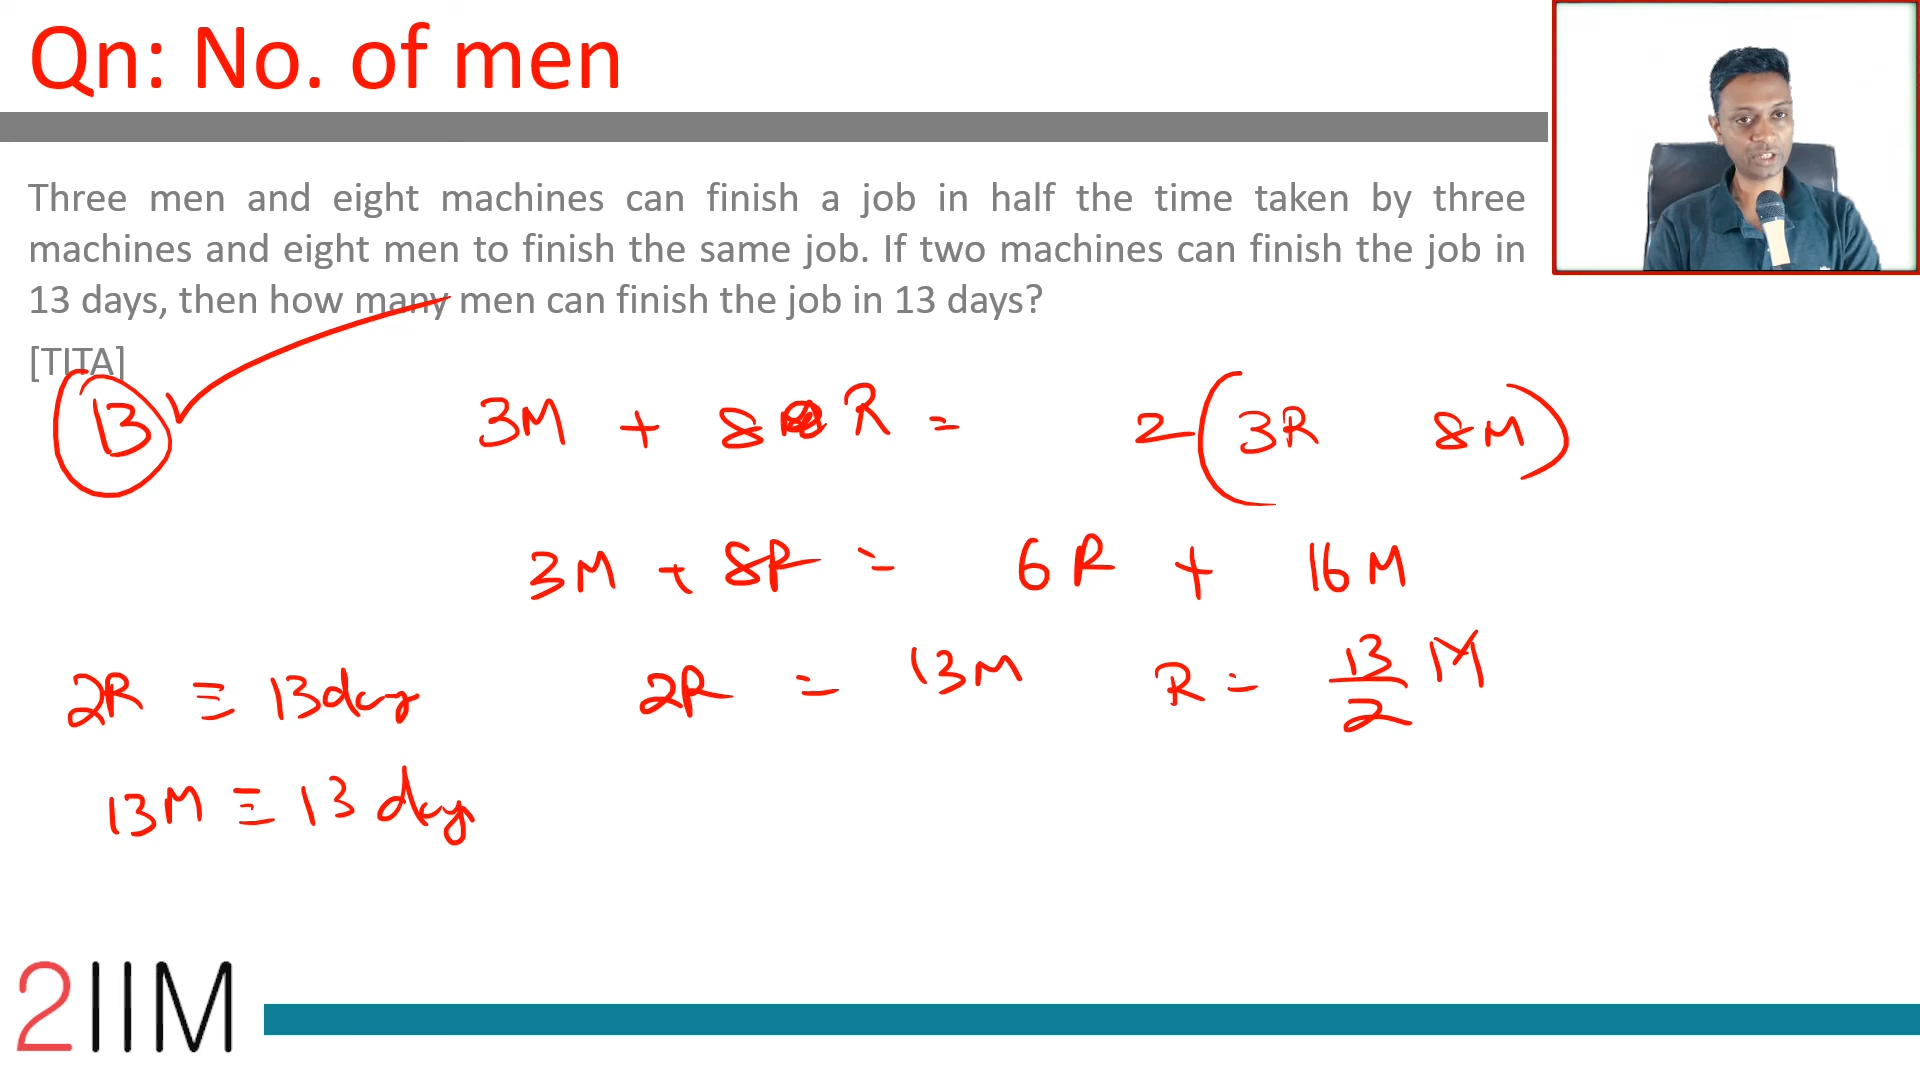 Qn: No. of men
Three men and eight machines can finish a job in half the time taken by three
machines and eight men to finish the same job. If two machines can finish the job in
13 days, then how many men can finish the job in 13 days?
[TITA]
13
3M + 8 R = 2 ( 3R 8M )
3M + 8R = 6R + 16M
2R ≡ 13 day 2R = 13M R = 13/2 M
13M ≡ 13 day
2IIM